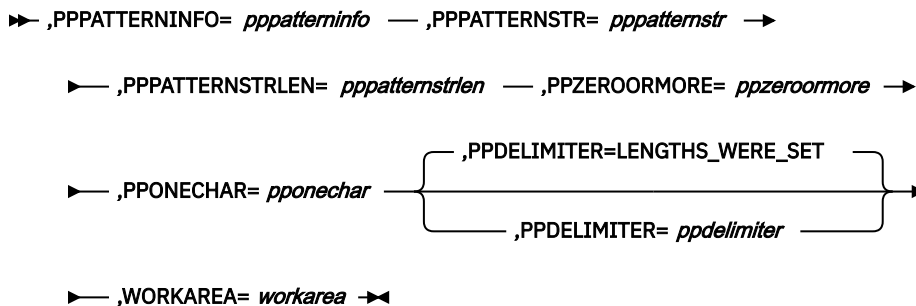 ,PPPATTERNINFO= pppatterninfo ,PPPATTERNSTR= pppatternstr
,PPPATTERNSTRLEN= pppatternstrlen ,PPZEROORMORE= ppzeroormore
,PPDELIMITER=LENGTHS_WERE_SET
,PPONECHAR= pponechar
,PPDELIMITER= ppdelimiter
,WORKAREA= workarea